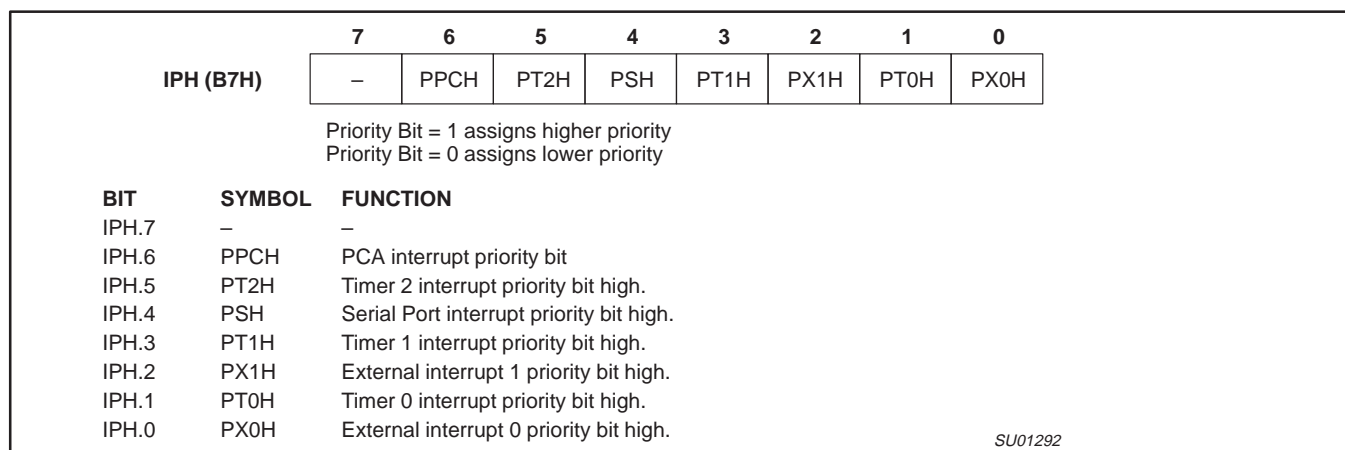 7 6 5 4 3 2 1 0
IPH (B7H) – PPCH PT2H PSH PT1H PX1H PT0H PX0H
Priority Bit = 1 assigns higher priority
Priority Bit = 0 assigns lower priority
BIT SYMBOL FUNCTION
IPH.7 – –
IPH.6 PPCH PCA interrupt priority bit
IPH.5 PT2H Timer 2 interrupt priority bit high.
IPH.4 PSH Serial Port interrupt priority bit high.
IPH.3 PT1H Timer 1 interrupt priority bit high.
IPH.2 PX1H External interrupt 1 priority bit high.
IPH.1 PT0H Timer 0 interrupt priority bit high.
IPH.0 PX0H External interrupt 0 priority bit high.
SU01292